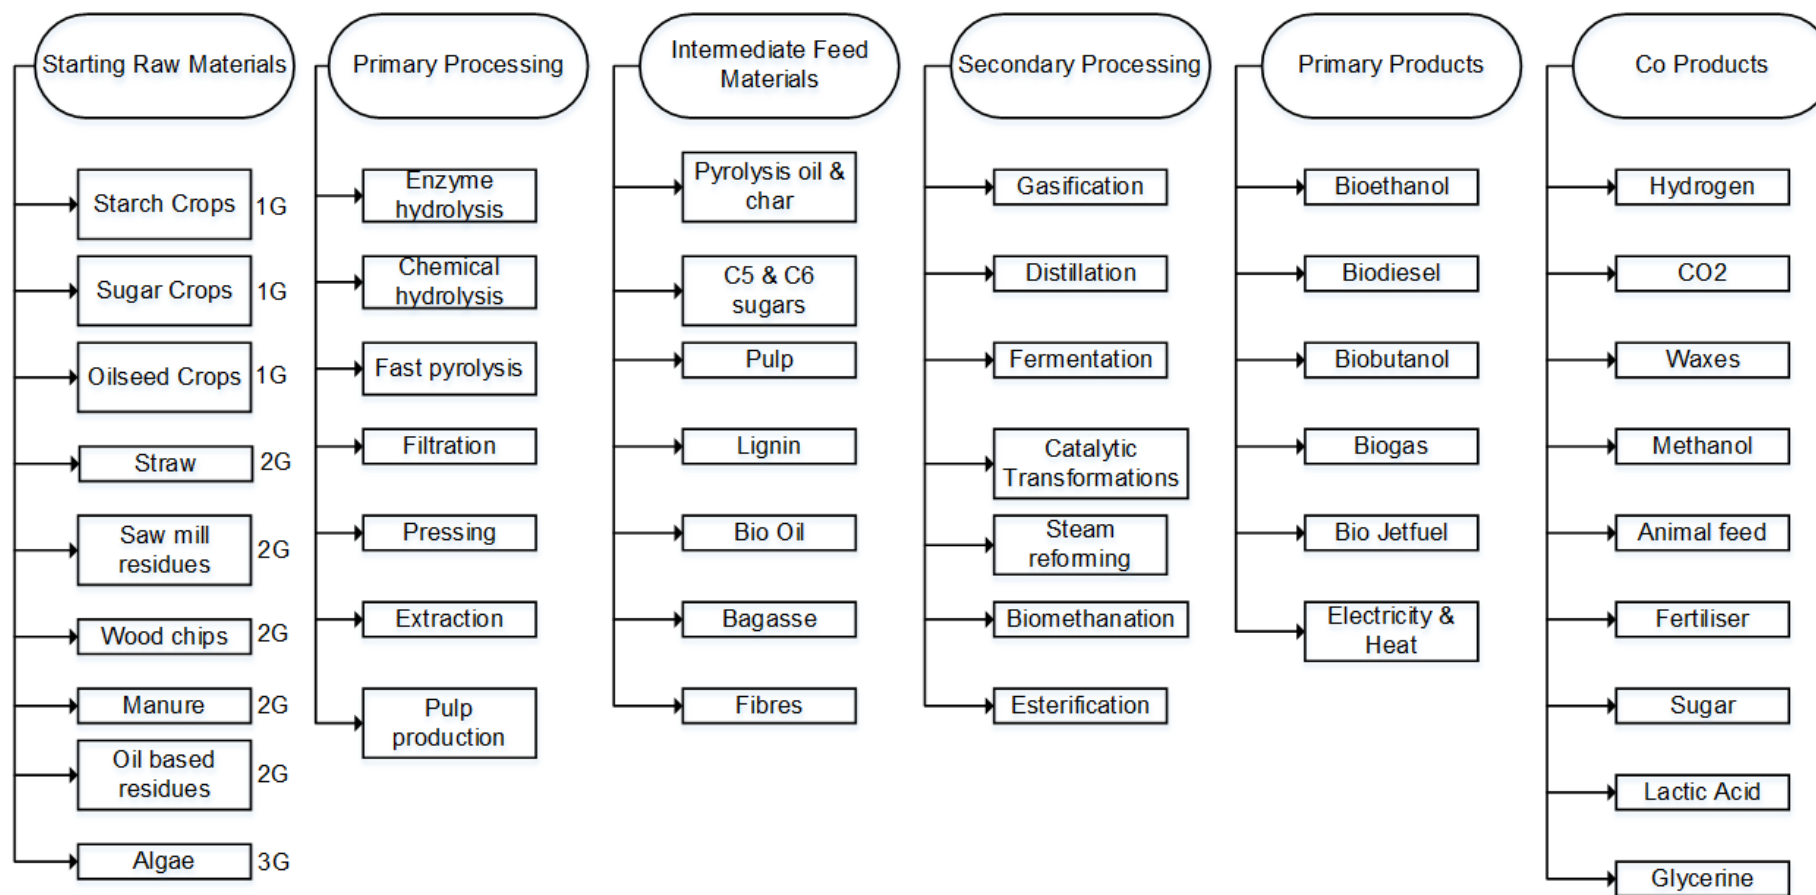 Starting Raw Materials
Starch Crops 1G
Sugar Crops 1G
Oilseed Crops 1G
Straw 2G
Saw mill
residues 2G
Wood chips 2G
Manure 2G
Oil based
residues 2G
Algae 3G
Primary Processing
Enzyme
hydrolysis
Chemical
hydrolysis
Fast pyrolysis
Filtration
Pressing
Extraction
Pulp
production
Intermediate Feed
Materials
Pyrolysis oil &
char
C5 & C6
sugars
Pulp
Lignin
Bio Oil
Bagasse
Fibres
Secondary Processing
Gasification
Distillation
Fermentation
Catalytic
Transformations
Steam
reforming
Biomethanation
Esterification
Primary Products
Bioethanol
Biodiesel
Biobutanol
Biogas
Bio Jetfuel
Electricity &
Heat
Co Products
Hydrogen
CO2
Waxes
Methanol
Animal feed
Fertiliser
Sugar
Lactic Acid
Glycerine